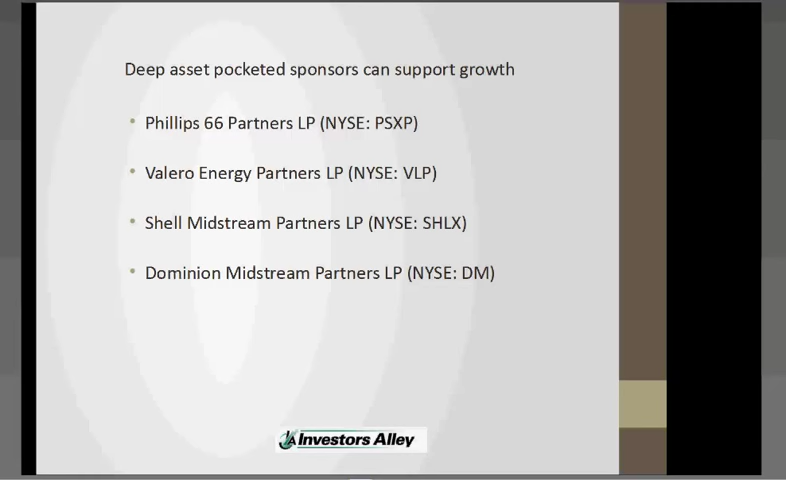 Deep asset pocketed sponsors can support growth
• Phillips 66 Partners LP (NYSE: PSXP)
• Valero Energy Partners LP (NYSE: VLP)
• Shell Midstream Partners LP (NYSE: SHLX)
• Dominion Midstream Partners LP (NYSE: DM)
IA Investors Alley